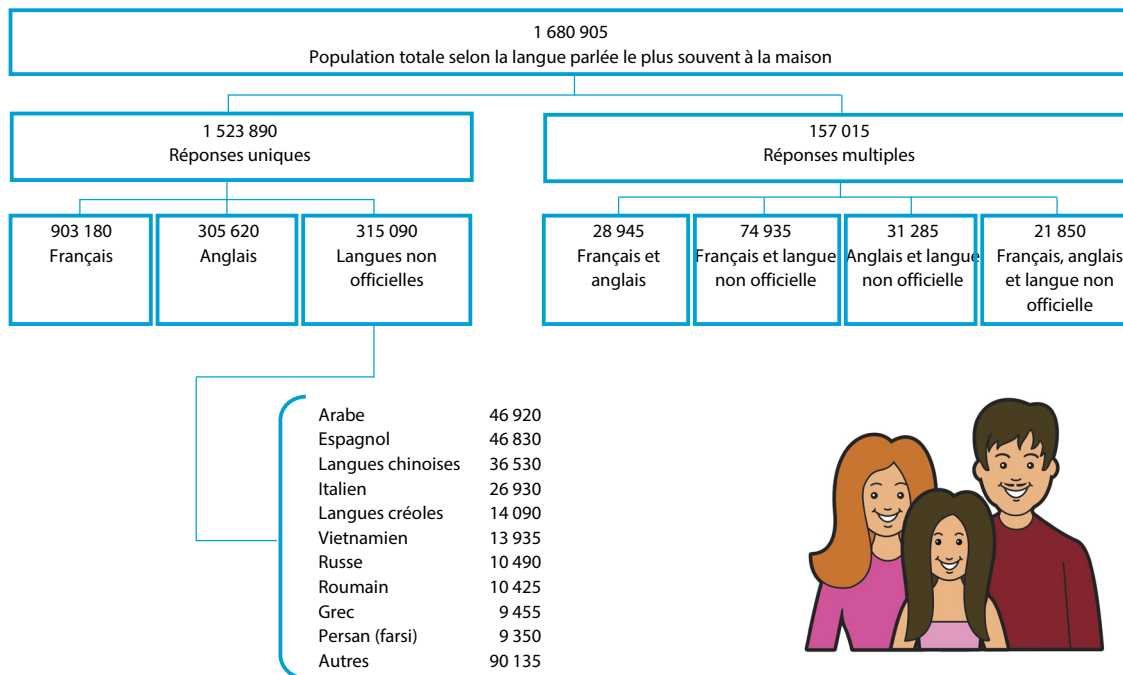 1 680 905
Population totale selon la langue parlée le plus souvent à la maison
1 523 890
Réponses uniques
157 015
Réponses multiples
903 180
Français
305 620
Anglais
315 090
Langues non
officielles
28 945
Français et
anglais
74 935
Français et langue
non officielle
31 285
Anglais et langue
non officielle
21 850
Français, anglais
et langue non
officielle
Arabe 46 920
Espagnol 46 830
Langues chinoises 36 530
Italien 26 930
Langues créoles 14 090
Vietnamien 13 935
Russe 10 490
Roumain 10 425
Grec 9 455
Persan (farsi) 9 350
Autres 90 135